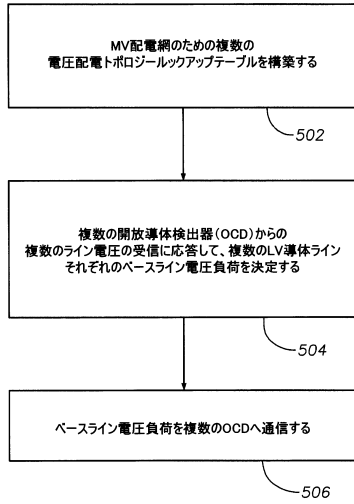 MV配電網のための複数の
電圧配電トポロジールックアップテーブルを構築する
502
複数の開放導体検出器(OCD)からの
複数のライン電圧の受信に応答して、複数のLV導体ライン
それぞれのベースライン電圧負荷を決定する
504
ベースライン電圧負荷を複数のOCDへ通信する
506